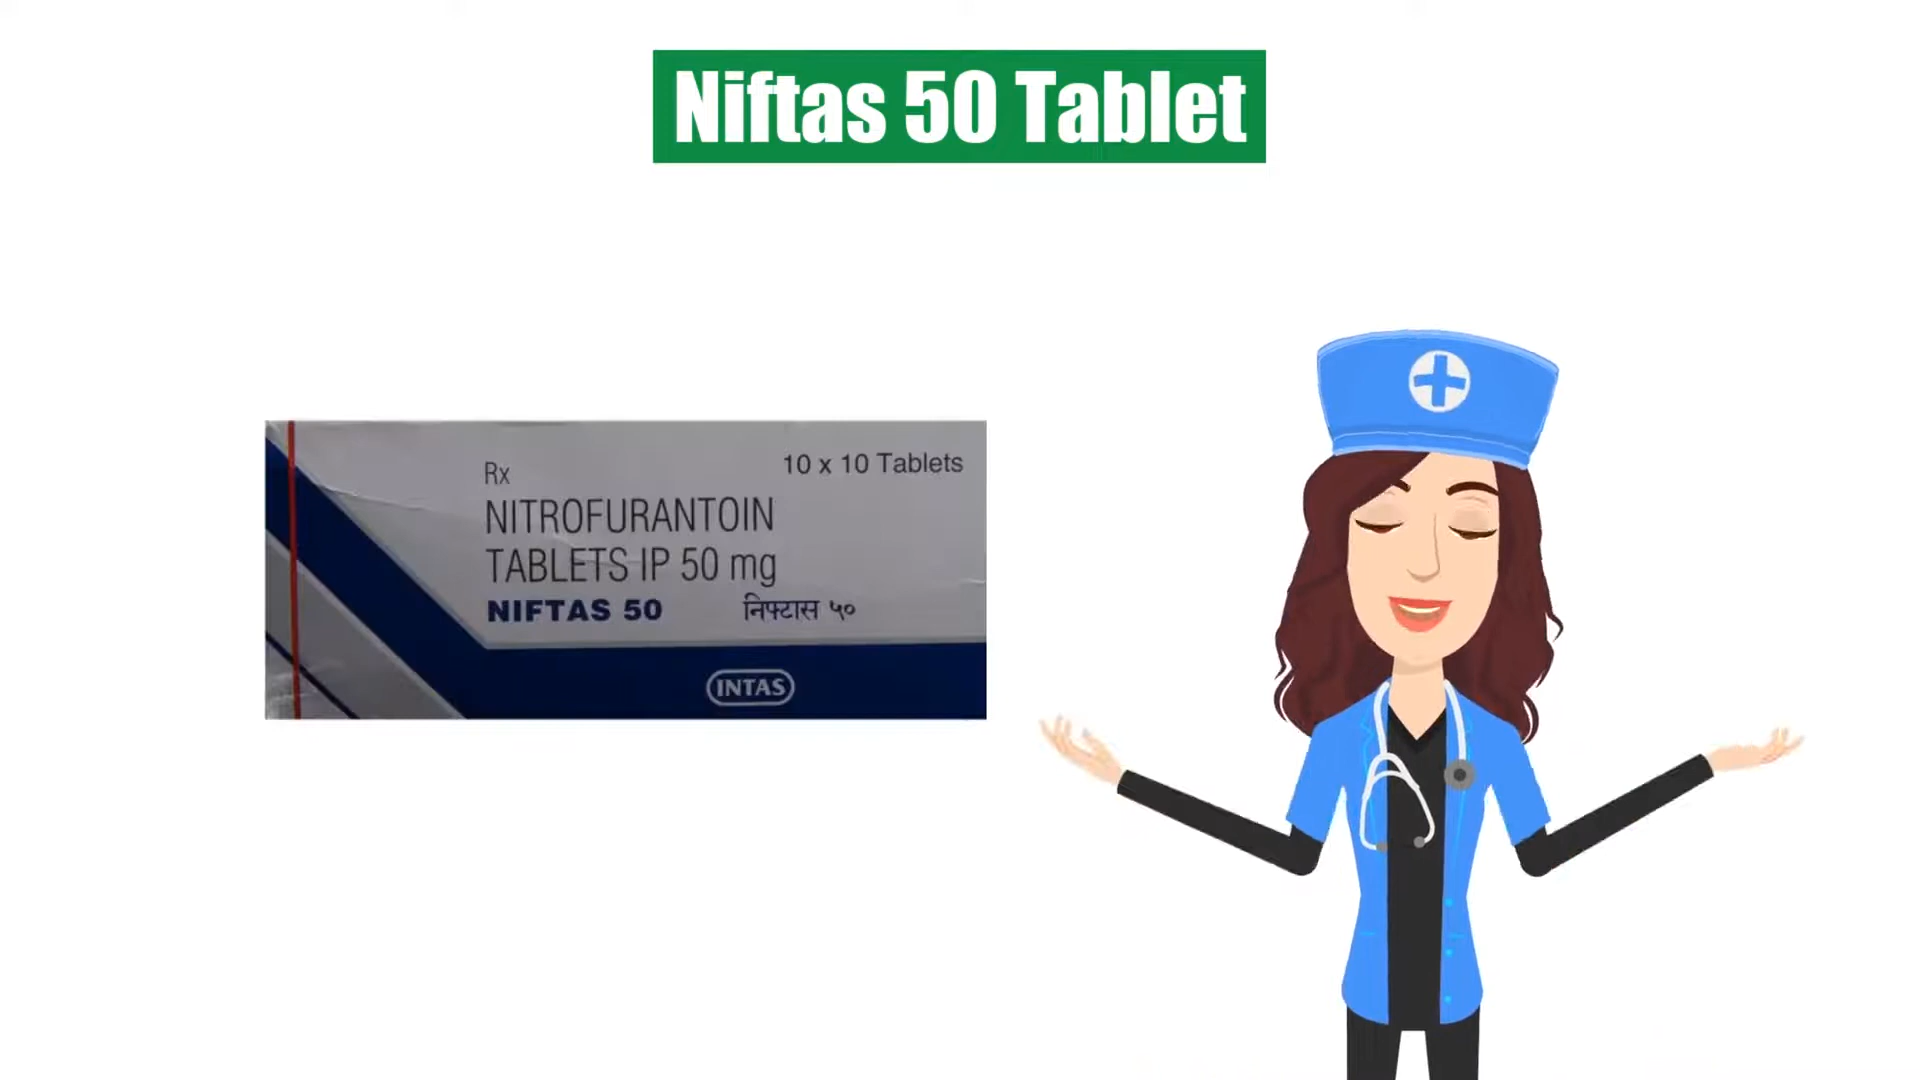 Niftas 50 Tablet
Rx
10 x 10 Tablets
NITROFURANTOIN
TABLETS IP 50 mg
NIFTAS 50 निफ्टास ५०
INTAS